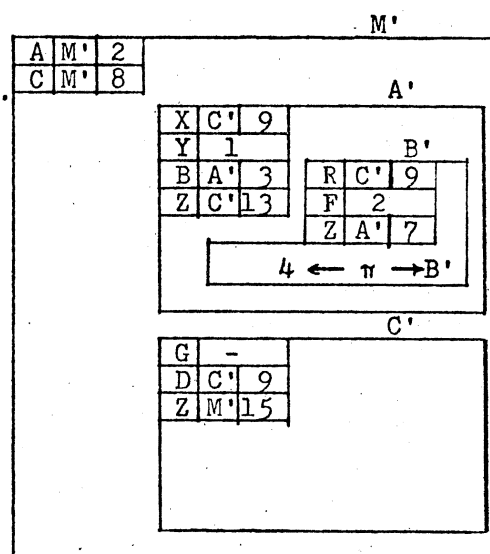 M'
A M' 2
C M' 8
A'
X C' 9
Y 1
B A' 3
Z C' 13
B'
R C' 9
F 2
Z A' 7
4 ← π → B'
C'
G -
D C' 9
Z M' 15